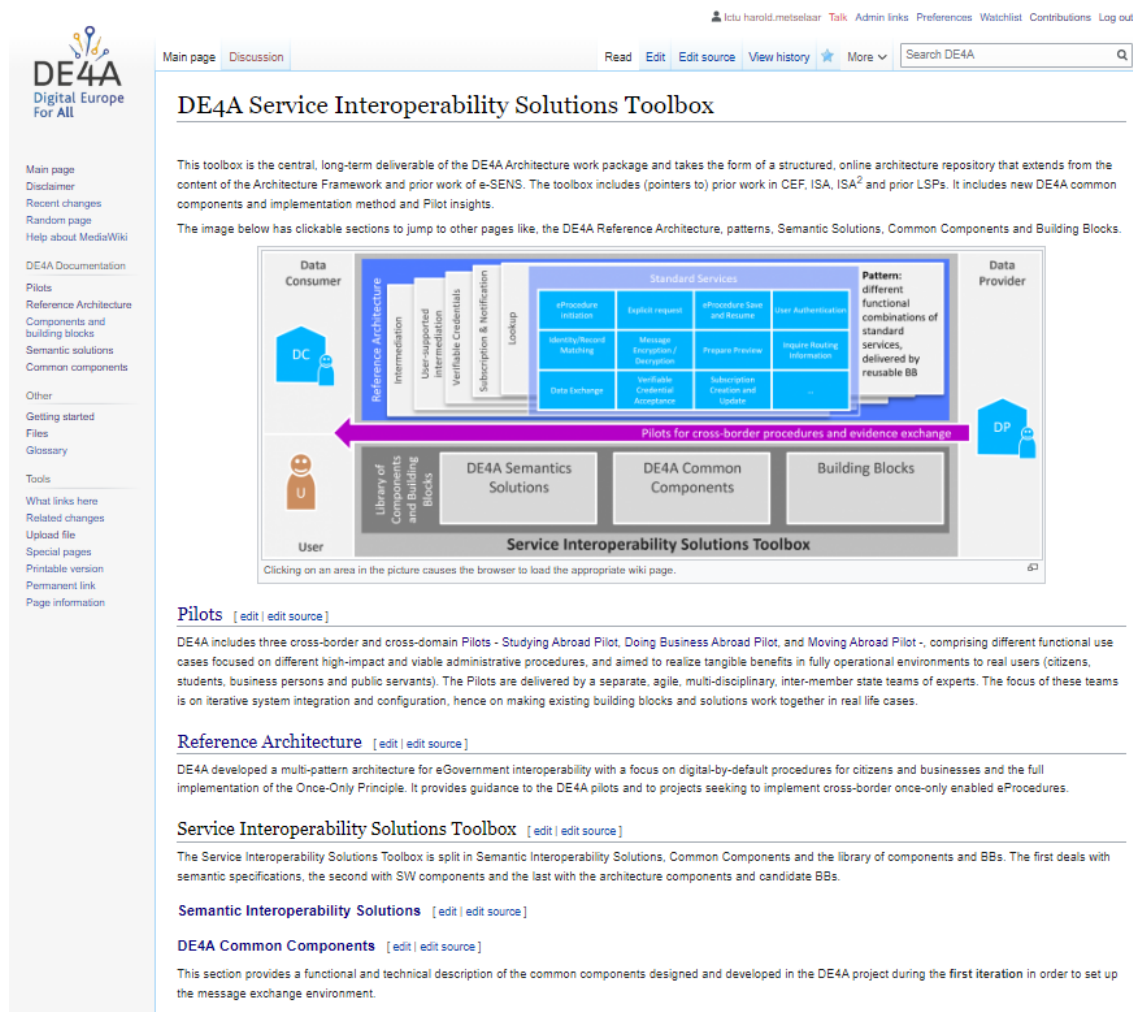 Ictu harold.metselaar Talk Admin links Preferences Watchlist Contributions Log out
DE4A
Digital Europe
For All
Main page Discussion
Read Edit Edit source View history More Search DE4A
DE4A Service Interoperability Solutions Toolbox
This toolbox is the central, long-term deliverable of the DE4A Architecture work package and takes the form of a structured, online architecture repository that extends from the
content of the Architecture Framework and prior work of e-SENS. The toolbox includes (pointers to) prior work in CEF, ISA, ISA² and prior LSPs. It includes new DE4A common
components and implementation method and Pilot insights.
The image below has clickable sections to jump to other pages like, the DE4A Reference Architecture, patterns, Semantic Solutions, Common Components and Building Blocks.
Main page
Disclaimer
Recent changes
Random page
Help about MediaWiki
DE4A Documentation
Pilots
Reference Architecture
Components and
building blocks
Semantic solutions
Common components
Other
Getting started
Files
Glossary
Tools
What links here
Related changes
Upload file
Special pages
Printable version
Permanent link
Page information
Data
Consumer
DC
U
User
Reference Architecture
Intermediation
User-supported
intermediation
Verifiable Credentials
Subscription & Notification
Lookup
Standard Services
eProcedure
initiation
Explicit request
eProcedure Save
and Resume
User Authentication
Identity/Record
Matching
Message
Encryption /
Decryption
Prepare Preview
Inquire Routing
Information
Data Exchange
Verifiable
Credential
Acceptance
Subscription
Creation and
Update
...
Pattern:
different
functional
combinations of
standard
services,
delivered by
reusable BB
Data
Provider
DP
Pilots for cross-border procedures and evidence exchange
Library of
Components
and Building
Blocks
DE4A Semantics
Solutions
DE4A Common
Components
Building Blocks
Service Interoperability Solutions Toolbox
Clicking on an area in the picture causes the browser to load the appropriate wiki page.
Pilots [ edit | edit source ]
DE4A includes three cross-border and cross-domain Pilots - Studying Abroad Pilot, Doing Business Abroad Pilot, and Moving Abroad Pilot -, comprising different functional use
cases focused on different high-impact and viable administrative procedures, and aimed to realize tangible benefits in fully operational environments to real users (citizens,
students, business persons and public servants). The Pilots are delivered by a separate, agile, multi-disciplinary, inter-member state teams of experts. The focus of these teams
is on iterative system integration and configuration, hence on making existing building blocks and solutions work together in real life cases.
Reference Architecture [ edit | edit source ]
DE4A developed a multi-pattern architecture for eGovernment interoperability with a focus on digital-by-default procedures for citizens and businesses and the full
implementation of the Once-Only Principle. It provides guidance to the DE4A pilots and to projects seeking to implement cross-border once-only enabled eProcedures.
Service Interoperability Solutions Toolbox [ edit | edit source ]
The Service Interoperability Solutions Toolbox is split in Semantic Interoperability Solutions, Common Components and the library of components and BBs. The first deals with
semantic specifications, the second with SW components and the last with the architecture components and candidate BBs.
Semantic Interoperability Solutions [ edit | edit source ]
DE4A Common Components [ edit | edit source ]
This section provides a functional and technical description of the common components designed and developed in the DE4A project during the first iteration in order to set up
the message exchange environment.